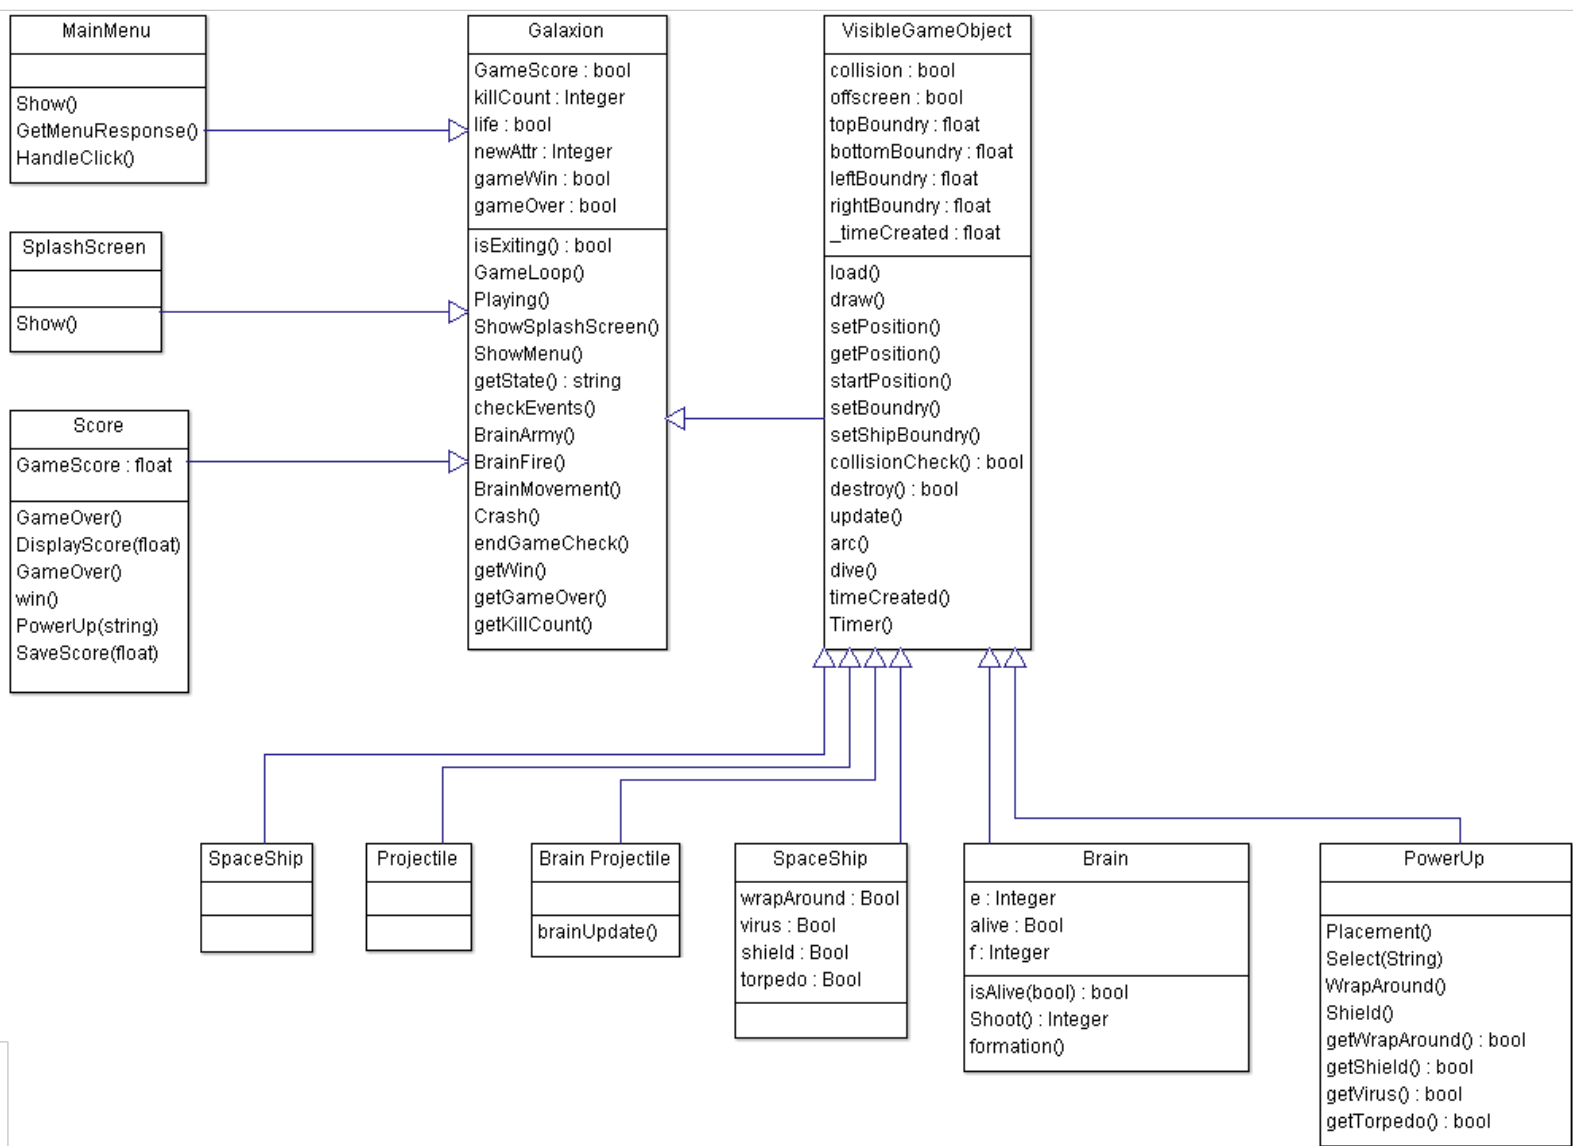 MainMenu
Show()
GetMenuResponse()
HandleClick()
SplashScreen
Show()
Score
GameScore : float
GameOver()
DisplayScore(float)
GameOver()
win()
PowerUp(string)
SaveScore(float)
Galaxion
GameScore : bool
killCount : Integer
life : bool
newAttr : Integer
gameWin : bool
gameOver : bool
isExiting() : bool
GameLoop()
Playing()
ShowSplashScreen()
ShowMenu()
getState() : string
checkEvents()
BrainArmy()
BrainFire()
BrainMovement()
Crash()
endGameCheck()
getWin()
getGameOver()
getKillCount()
VisibleGameObject
collision : bool
offscreen : bool
topBoundry : float
bottomBoundry : float
leftBoundry : float
rightBoundry : float
_timeCreated : float
load()
draw()
setPosition()
getPosition()
startPosition()
setBoundry()
setShipBoundry()
collisionCheck() : bool
destroy() : bool
update()
arc()
dive()
timeCreated()
Timer()
SpaceShip
Projectile
Brain Projectile
brainUpdate()
SpaceShip
wrapAround : Bool
virus : Bool
shield : Bool
torpedo : Bool
Brain
e : Integer
alive : Bool
f : Integer
isAlive(bool) : bool
Shoot() : Integer
formation()
PowerUp
Placement()
Select(String)
WrapAround()
Shield()
getWrapAround() : bool
getShield() : bool
getVirus() : bool
getTorpedo() : bool